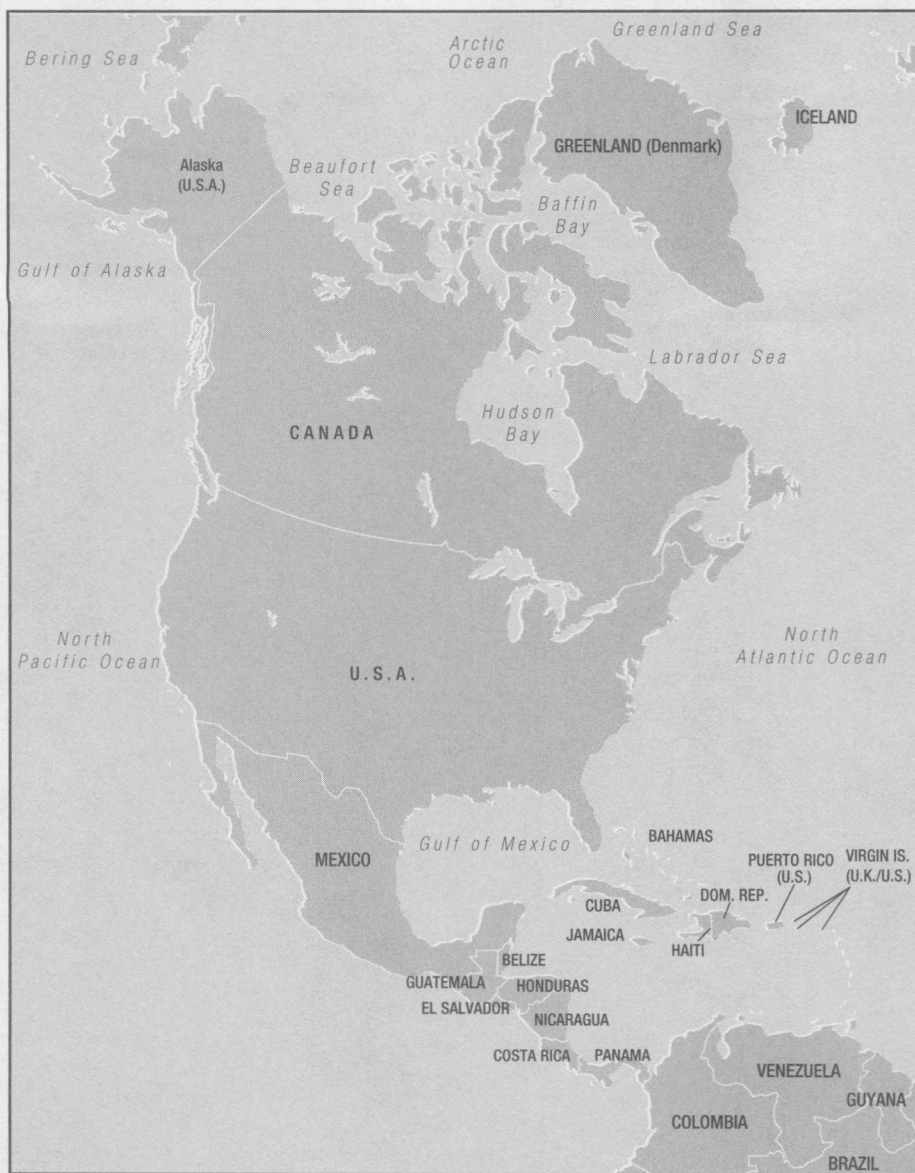 Bering Sea
Arctic
Ocean
Greenland Sea
ICELAND
GREENLAND (Denmark)
Alaska
(U.S.A.)
Beaufort
Sea
Baffin
Bay
Gulf of Alaska
Labrador Sea
Hudson
Bay
CANADA
North
Pacific Ocean
North
Atlantic Ocean
U.S.A.
Gulf of Mexico
BAHAMAS
MEXICO
PUERTO RICO
(U.S.)
VIRGIN IS.
(U.K./U.S.)
DOM. REP.
CUBA
JAMAICA
HAITI
BELIZE
GUATEMALA
HONDURAS
EL SALVADOR
NICARAGUA
COSTA RICA
PANAMA
VENEZUELA
GUYANA
COLOMBIA
BRAZIL